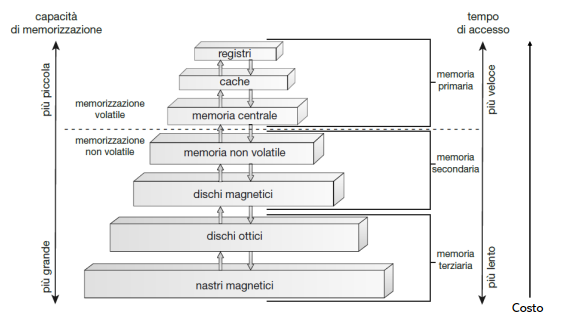 capacità
di memorizzazione
tempo
di accesso
più piccola
più grande
memorizzazione
volatile
memorizzazione
non volatile
registri
cache
memoria centrale
memoria non volatile
dischi magnetici
dischi ottici
nastri magnetici
memoria
primaria
memoria
secondaria
memoria
terziaria
più veloce
più lento
Costo